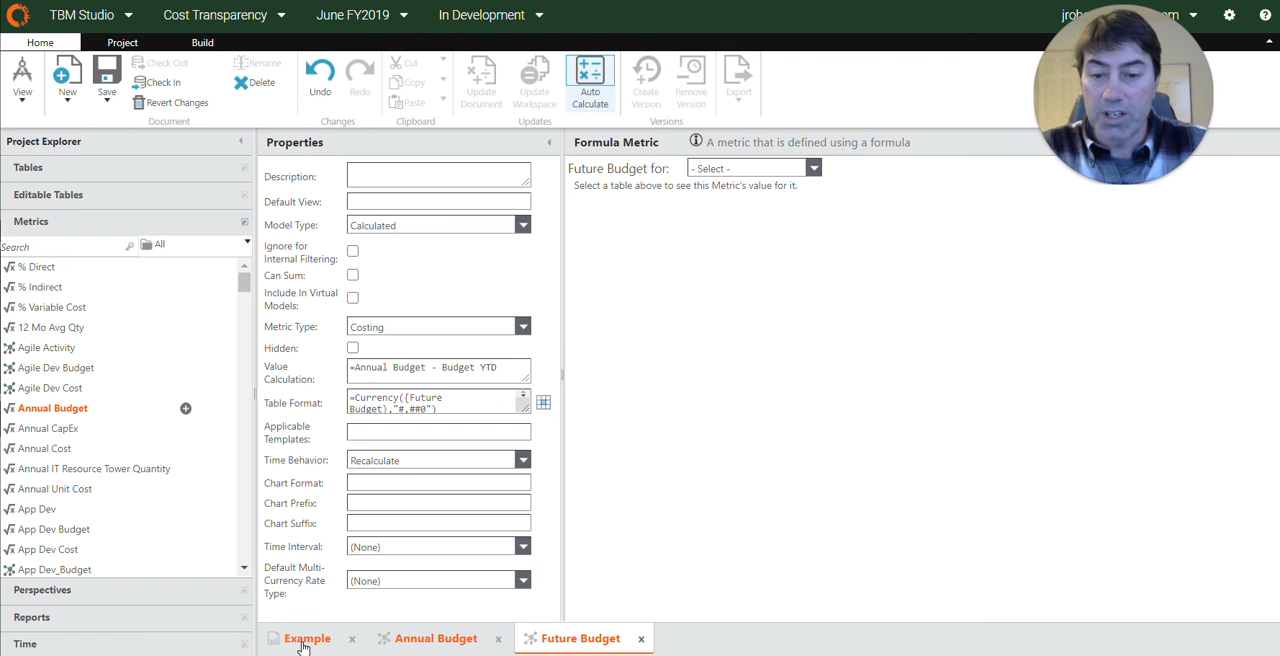 TBM Studio Cost Transparency June FY2019 In Development
Home Project Build
View New Save Check Out Check In Revert Changes Rename Delete Document
Undo Redo Changes
Cut Copy Paste Clipboard
Update Document Update Workspace Auto Calculate Updates
Create Version Remove Version Versions
Export
Project Explorer
Tables
Editable Tables
Metrics
Search All
% Direct
% Indirect
% Variable Cost
12 Mo Avg Qty
Agile Activity
Agile Dev Budget
Agile Dev Cost
Annual Budget
Annual CapEx
Annual Cost
Annual IT Resource Tower Quantity
Annual Unit Cost
App Dev
App Dev Budget
App Dev Cost
App Dev_Budget
Perspectives
Reports
Time
Properties
Description:
Default View:
Model Type: Calculated
Ignore for
Internal Filtering:
Can Sum:
Include In Virtual
Models:
Metric Type: Costing
Hidden:
Value
Calculation: =Annual Budget - Budget YTD
Table Format: =Currency({Future
Budget},"#,##0")
Applicable
Templates:
Time Behavior: Recalculate
Chart Format:
Chart Prefix:
Chart Suffix:
Time Interval: (None)
Default Multi-
Currency Rate
Type: (None)
Formula Metric A metric that is defined using a formula
Future Budget for: - Select -
Select a table above to see this Metric's value for it.
Example x Annual Budget x Future Budget x